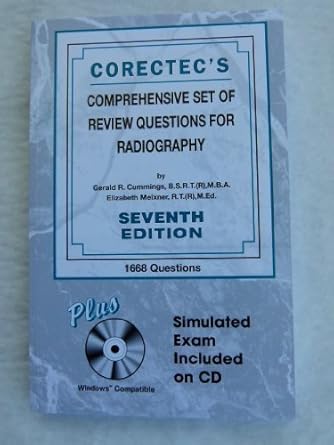 CORECTEC'S
COMPREHENSIVE SET OF
REVIEW QUESTIONS FOR
RADIOGRAPHY
by
Gerald R. Cummings, B.S.R.T.(R),M.B.A.
Elizabeth Meixner, R.T.(R),M.Ed.
SEVENTH
EDITION
1668 Questions
Plus
Windows™ Compatible
Simulated
Exam
Included
on CD